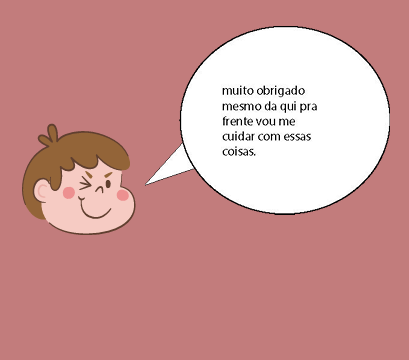 muito obrigado
mesmo da qui pra
frente vou me
cuidar com essas
coisas.